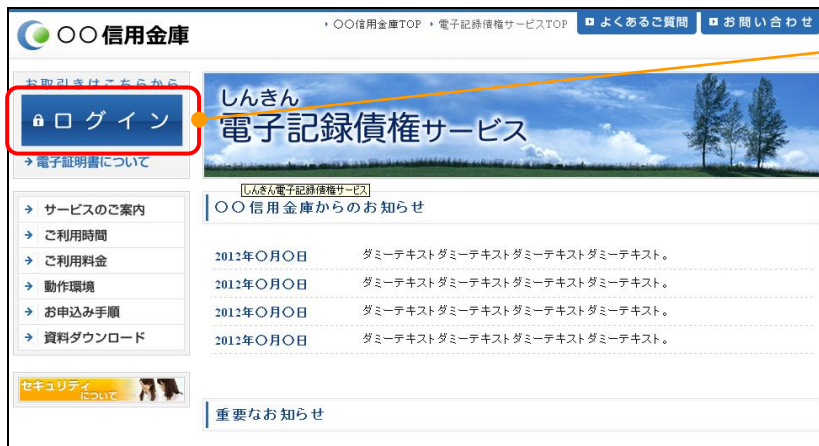 〇〇信用金庫
〇〇信用金庫TOP
電子記録債権サービスTOP
よくあるご質問
お問い合わせ
お取引きはこちらから
ログイン
電子証明書について
しんきん
電子記録債権サービス
しんきん電子記録債権サービス
サービスのご案内
ご利用時間
ご利用料金
動作環境
お申込み手順
資料ダウンロード
セキュリティ
について
〇〇信用金庫からのお知らせ
2012年〇月〇日 ダミーテキストダミーテキストダミーテキストダミーテキスト。
2012年〇月〇日 ダミーテキストダミーテキストダミーテキストダミーテキスト。
2012年〇月〇日 ダミーテキストダミーテキストダミーテキストダミーテキスト。
2012年〇月〇日 ダミーテキストダミーテキストダミーテキストダミーテキスト。
重要なお知らせ